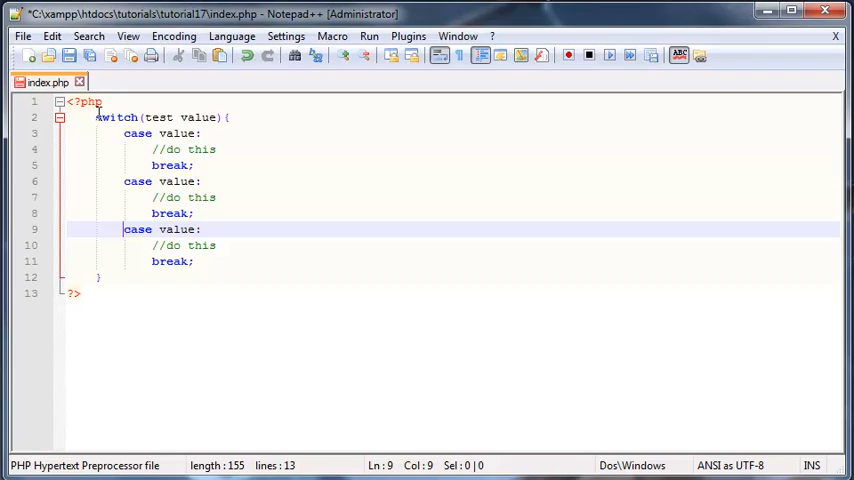 *C:\xampp\htdocs\tutorials\tutorial17\index.php - Notepad++ [Administrator]
File Edit Search View Encoding Language Settings Macro Run Plugins Window ? X
index.php
1 <?php
2 switch(test value){
3 case value:
4 //do this
5 break;
6 case value:
7 //do this
8 break;
9 case value:
10 //do this
11 break;
12 }
13 ?>
PHP Hypertext Preprocessor file length : 155 lines : 13 Ln : 9 Col : 9 Sel : 0 | 0 Dos\Windows ANSI as UTF-8 INS